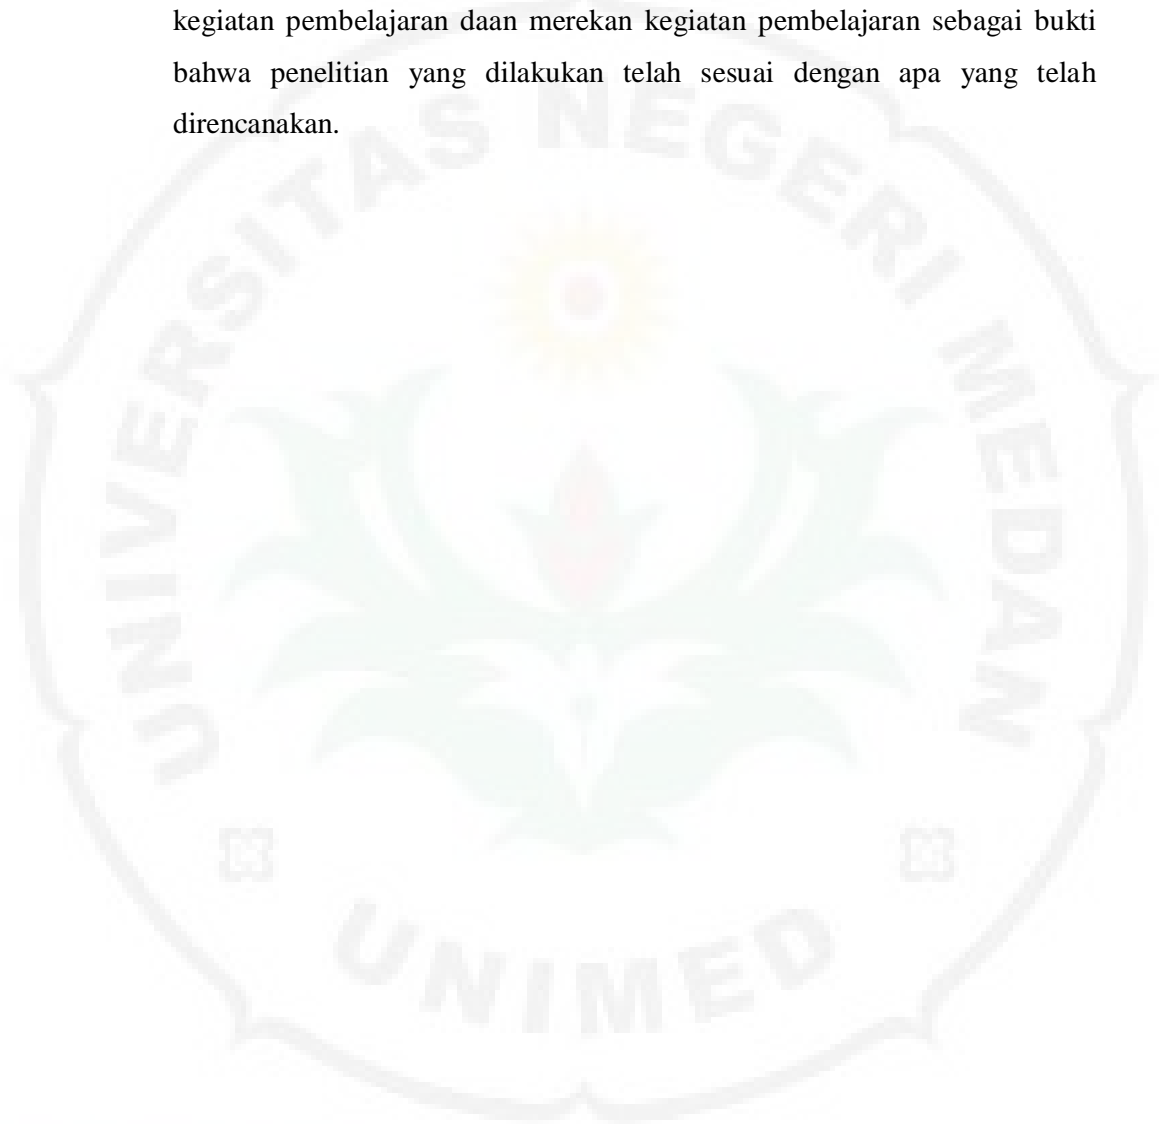 kegiatan pembelajaran daan merekan kegiatan pembelajaran sebagai bukti
bahwa penelitian yang dilakukan telah sesuai dengan apa yang telah
direncanakan.
UNIVERSITAS NEGERI MEDAN
UNIMED